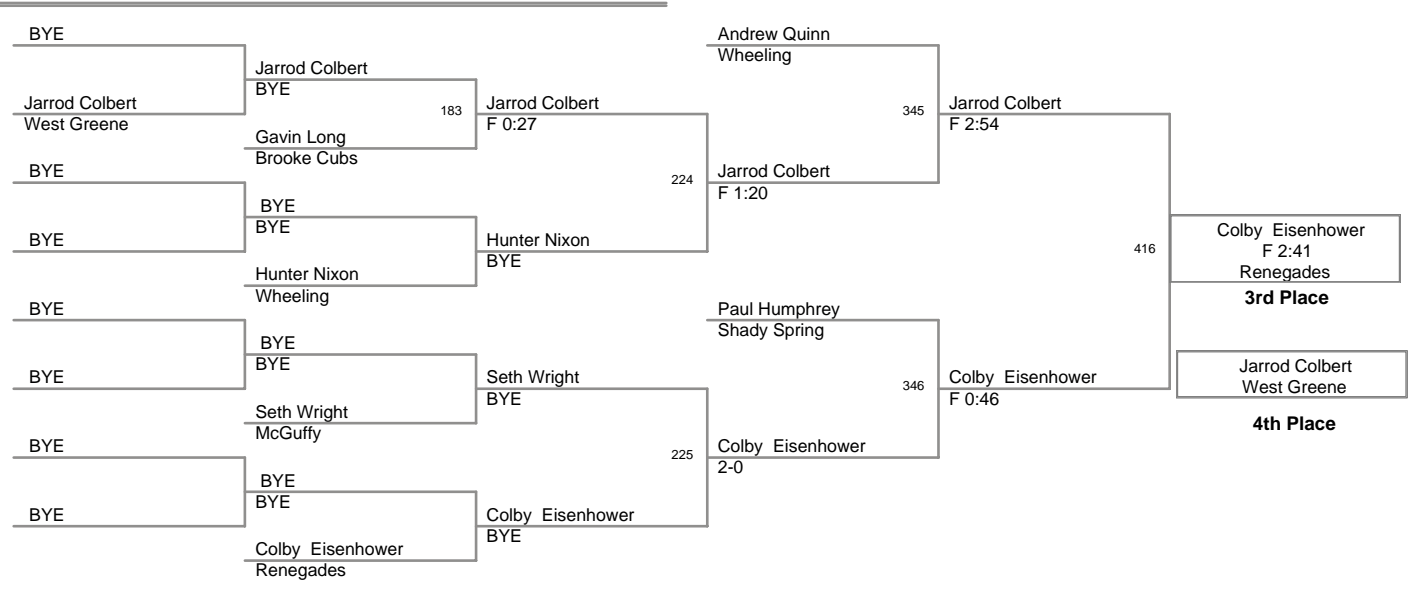 BYE
Jarrod Colbert
West Greene
BYE
BYE
BYE
BYE
BYE
BYE
Jarrod Colbert
BYE
183
Gavin Long
Brooke Cubs
BYE
BYE
Hunter Nixon
Wheeling
BYE
BYE
Seth Wright
McGuffy
BYE
BYE
Colby Eisenhower
Renegades
Jarrod Colbert
F 0:27
224
Hunter Nixon
BYE
Seth Wright
BYE
225
Colby Eisenhower
BYE
Andrew Quinn
Wheeling
345
Jarrod Colbert
F 1:20
Paul Humphrey
Shady Spring
346
Colby Eisenhower
2-0
Jarrod Colbert
F 2:54
416
Colby Eisenhower
F 0:46
Colby Eisenhower
F 2:41
Renegades
3rd Place
Jarrod Colbert
West Greene
4th Place